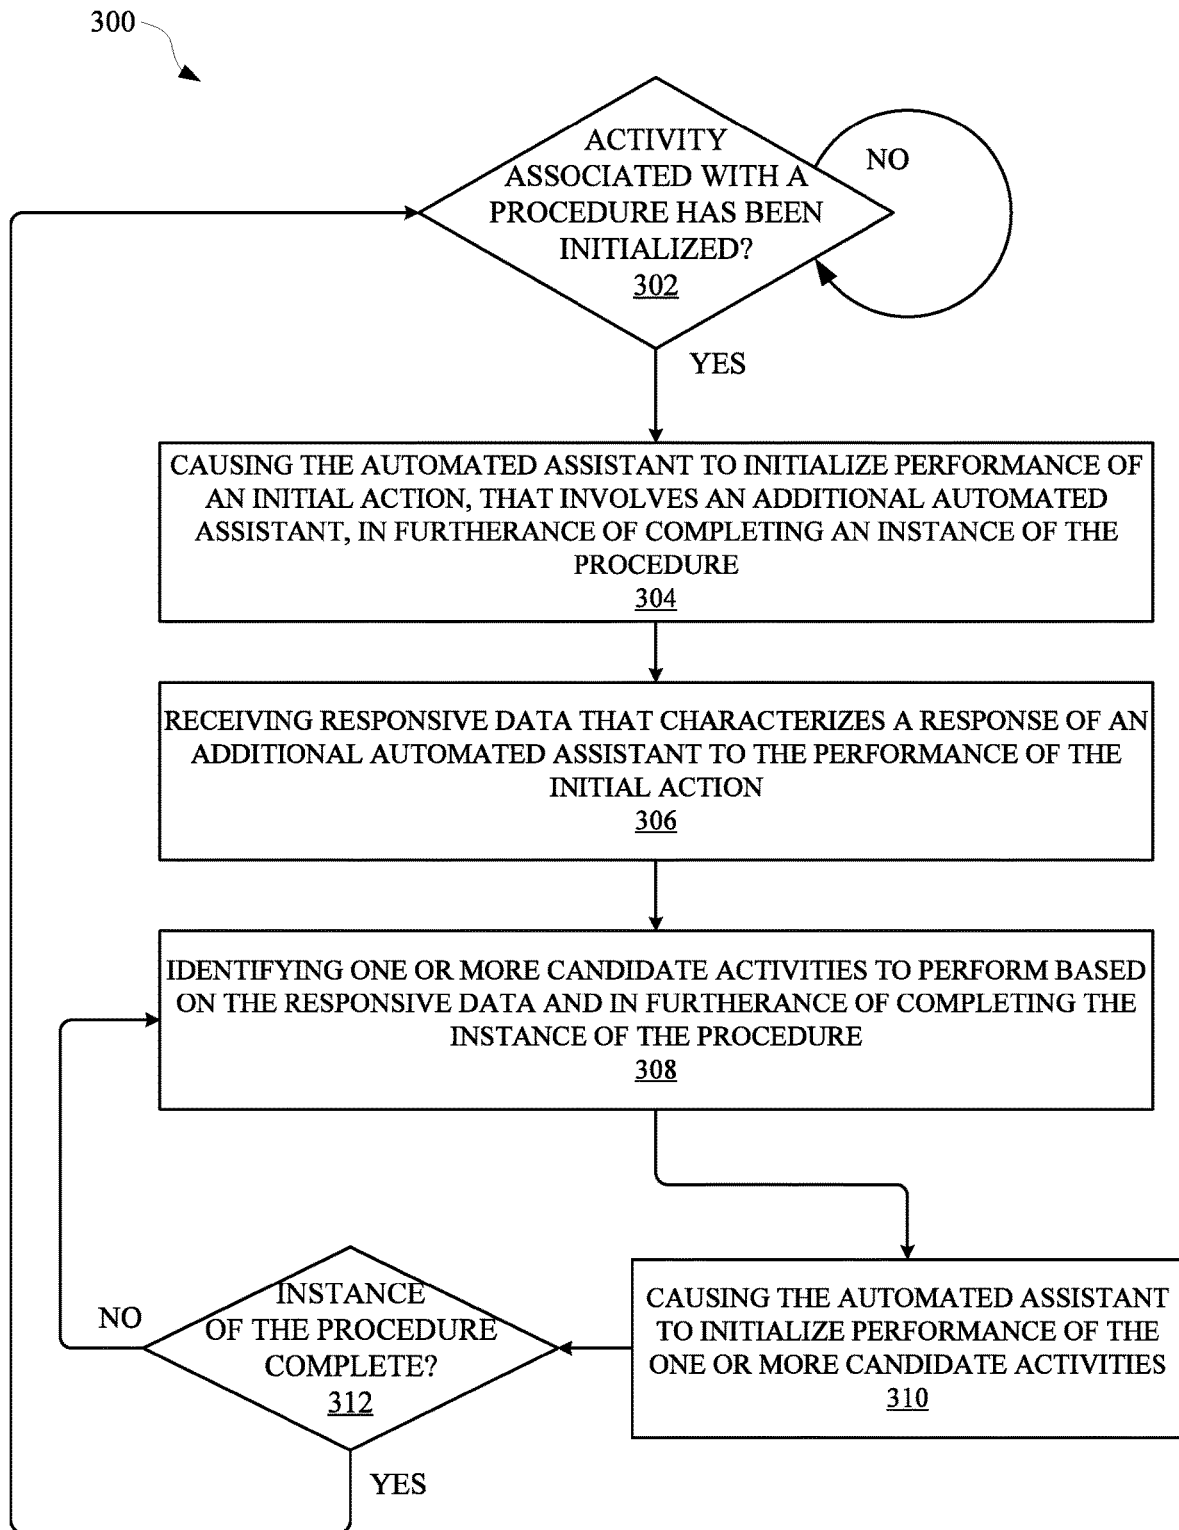 300
ACTIVITY
ASSOCIATED WITH A
PROCEDURE HAS BEEN
INITIALIZED?
302
NO
YES
CAUSING THE AUTOMATED ASSISTANT TO INITIALIZE PERFORMANCE OF
AN INITIAL ACTION, THAT INVOLVES AN ADDITIONAL AUTOMATED
ASSISTANT, IN FURTHERANCE OF COMPLETING AN INSTANCE OF THE
PROCEDURE
304
RECEIVING RESPONSIVE DATA THAT CHARACTERIZES A RESPONSE OF AN
ADDITIONAL AUTOMATED ASSISTANT TO THE PERFORMANCE OF THE
INITIAL ACTION
306
IDENTIFYING ONE OR MORE CANDIDATE ACTIVITIES TO PERFORM BASED
ON THE RESPONSIVE DATA AND IN FURTHERANCE OF COMPLETING THE
INSTANCE OF THE PROCEDURE
308
CAUSING THE AUTOMATED ASSISTANT
TO INITIALIZE PERFORMANCE OF THE
ONE OR MORE CANDIDATE ACTIVITIES
310
INSTANCE
OF THE PROCEDURE
COMPLETE?
312
NO
YES